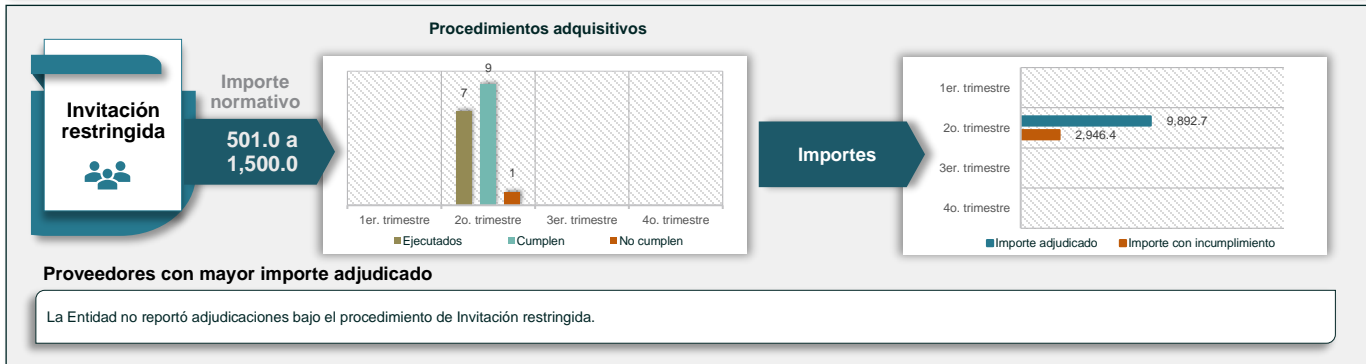 Invitación
restringida
Importe
normativo
501.0 a
1,500.0
Procedimientos adquisitivos
7
9
1
1er. trimestre
2o. trimestre
3er. trimestre
4o. trimestre
Ejecutados
Cumplen
No cumplen
Importes
1er. trimestre
2o. trimestre
3er. trimestre
4o. trimestre
9,892.7
2,946.4
Importe adjudicado
Importe con incumplimiento
Proveedores con mayor importe adjudicado
La Entidad no reportó adjudicaciones bajo el procedimiento de Invitación restringida.